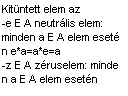 Kitüntett elem az
-e E A neutrális elem:
minden a E A elem eseté
n e*a=a*e=a
-z E A zéruselem: minde
n a E A elem esetén